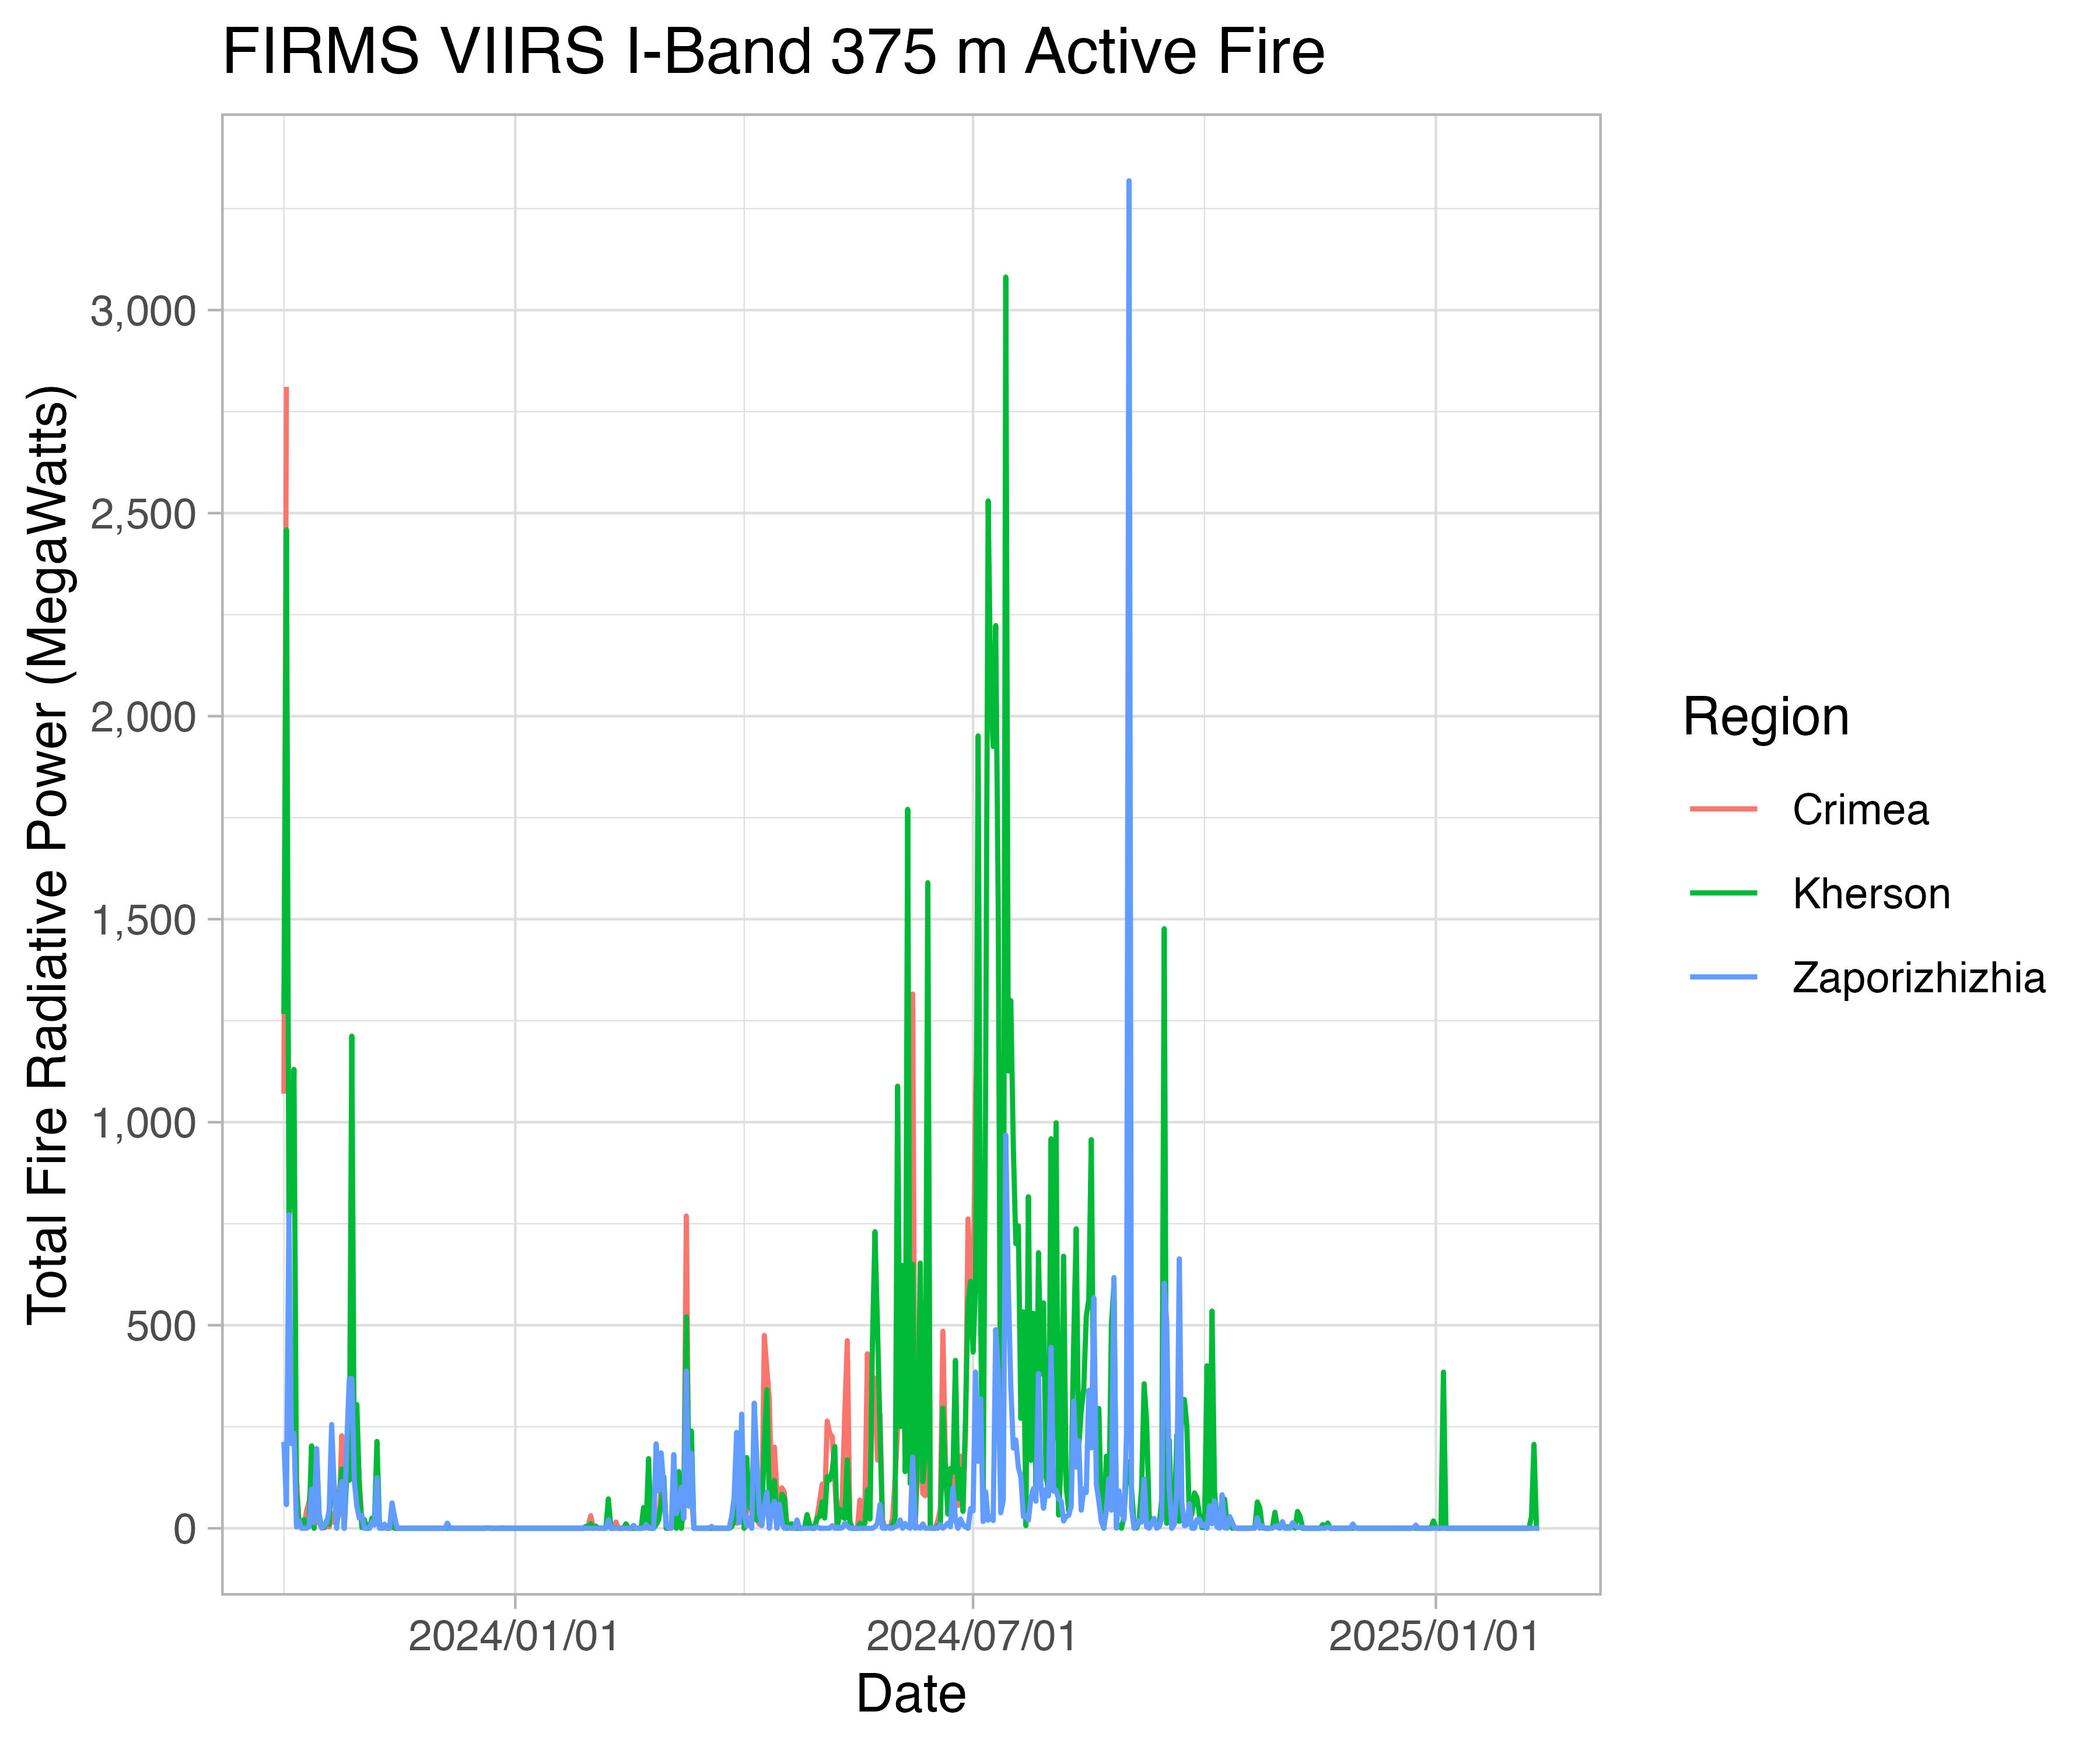 FIRMS VIIRS I-Band 375 m Active Fire
Total Fire Radiative Power (MegaWatts)
3,000
2,500
2,000
1,500
1,000
500
0
2024/01/01
2024/07/01
2025/01/01
Date
Region
Crimea
Kherson
Zaporizhizhia